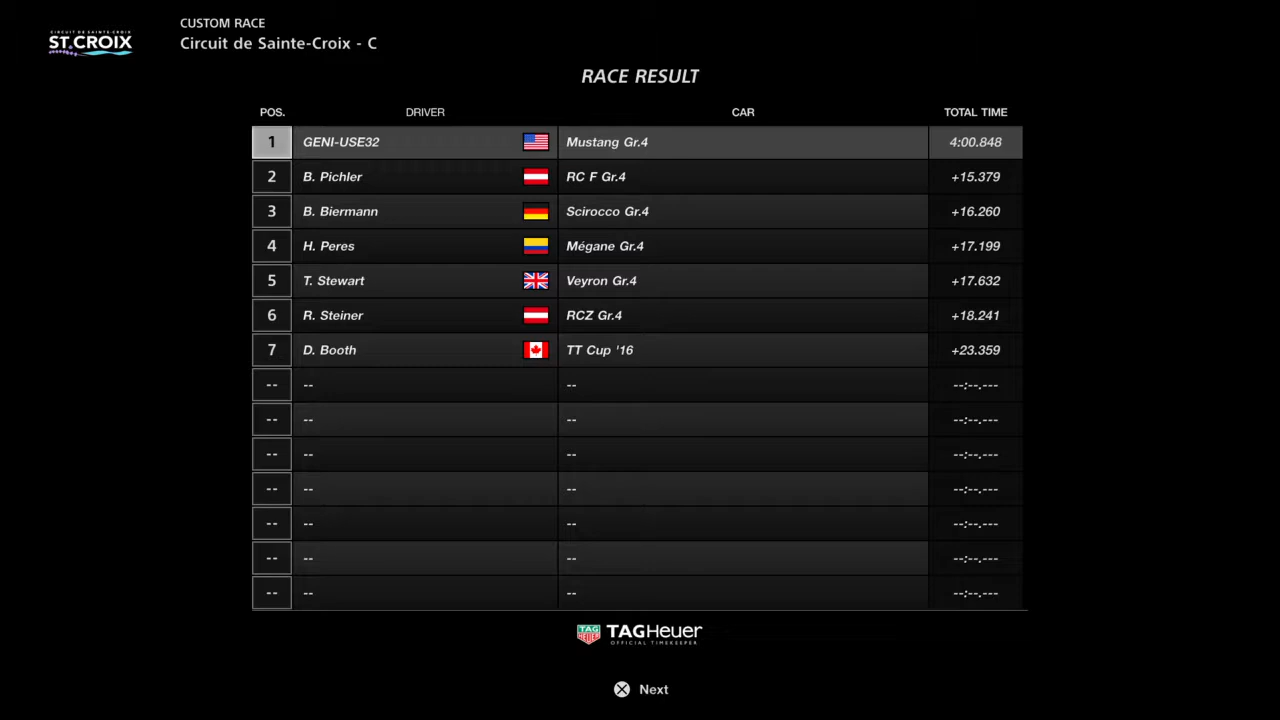 CIRCUIT DE SAINTE-CROIX
ST.CROIX
CUSTOM RACE
Circuit de Sainte-Croix - C
RACE RESULT
POS. DRIVER CAR TOTAL TIME
1 GENI-USE32 Mustang Gr.4 4:00.848
2 B. Pichler RC F Gr.4 +15.379
3 B. Biermann Scirocco Gr.4 +16.260
4 H. Peres Mégane Gr.4 +17.199
5 T. Stewart Veyron Gr.4 +17.632
6 R. Steiner RCZ Gr.4 +18.241
7 D. Booth TT Cup '16 +23.359
-- -- -- --:--.---
-- -- -- --:--.---
-- -- -- --:--.---
-- -- -- --:--.---
-- -- -- --:--.---
-- -- -- --:--.---
-- -- -- --:--.---
TAG HEUER TAGHeuer
OFFICIAL TIMEKEEPER
Next